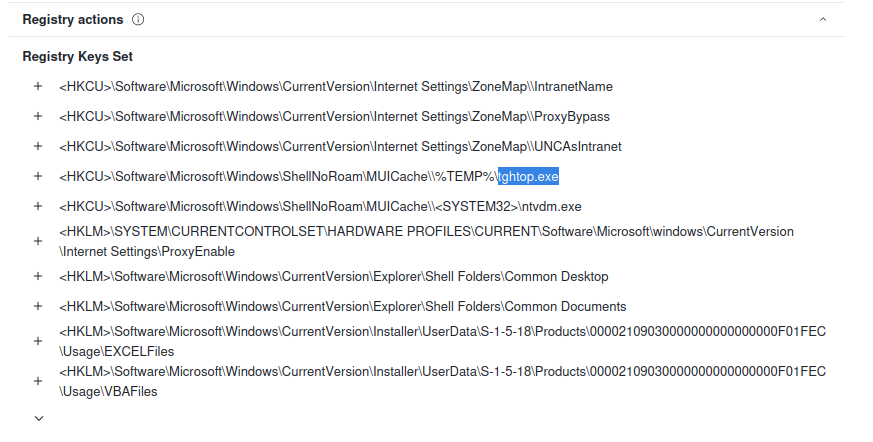 Registry actions
Registry Keys Set
+ <HKCU>\Software\Microsoft\Windows\CurrentVersion\Internet Settings\ZoneMap\\IntranetName
+ <HKCU>\Software\Microsoft\Windows\CurrentVersion\Internet Settings\ZoneMap\\ProxyBypass
+ <HKCU>\Software\Microsoft\Windows\CurrentVersion\Internet Settings\ZoneMap\\UNCAsIntranet
+ <HKCU>\Software\Microsoft\Windows\ShellNoRoam\MUICache\\%TEMP%\tghtop.exe
+ <HKCU>\Software\Microsoft\Windows\ShellNoRoam\MUICache\\<SYSTEM32>\ntvdm.exe
+ <HKLM>\SYSTEM\CURRENTCONTROLSET\HARDWARE PROFILES\CURRENT\Software\Microsoft\windows\CurrentVersion
\Internet Settings\ProxyEnable
+ <HKLM>\Software\Microsoft\Windows\CurrentVersion\Explorer\Shell Folders\Common Desktop
+ <HKLM>\Software\Microsoft\Windows\CurrentVersion\Explorer\Shell Folders\Common Documents
+ <HKLM>\Software\Microsoft\Windows\CurrentVersion\Installer\UserData\S-1-5-18\Products\00002109030000000000000000F01FEC
\Usage\EXCELFiles
+ <HKLM>\Software\Microsoft\Windows\CurrentVersion\Installer\UserData\S-1-5-18\Products\00002109030000000000000000F01FEC
\Usage\VBAFiles